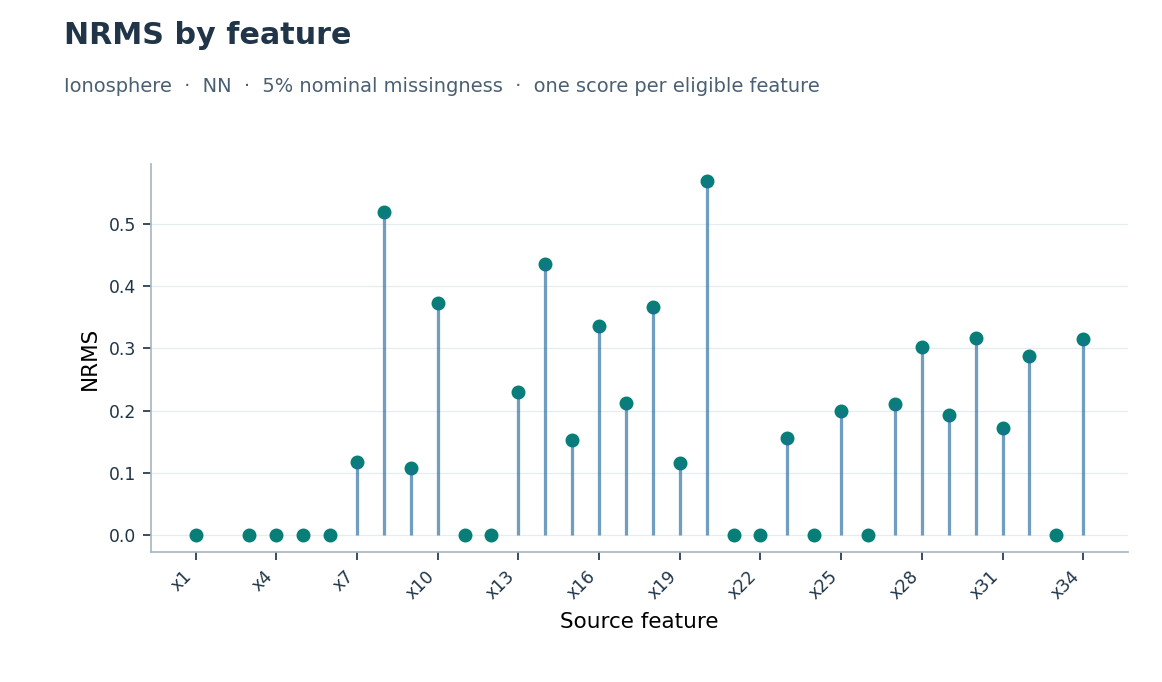 NRMS by feature
Ionosphere · NN · 5% nominal missingness · one score per eligible feature
NRMS
0.5
0.4
0.3
0.2
0.1
0.0
x1 x4 x7 x10 x13 x16 x19 x22 x25 x28 x31 x34
Source feature